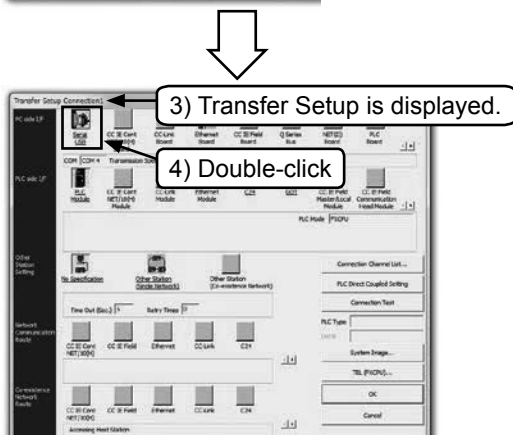 Transfer Setup Connection1
3) Transfer Setup is displayed.
PC side I/F
Serial USB
CC IE Cont NET/10(H) Board
CC-Link Board
Ethernet Board
CC IE Field Board
Q Series Bus
NET(II) Board
PLC Board
COM COM 4 Transmission
4) Double-click
PLC side I/F
PLC Module
CC IE Cont NET/10(H) Module
CC-Link Module
Ethernet Module
C24
GOT
CC IE Field Master/Local Module
CC IE Field Communication Head Module
PLC Mode FXCPU
Other Station Setting
No Specification
Other Station (Single Network)
Other Station (Co-existence Network)
Connection Channel List...
PLC Direct Coupled Setting
Time Out (Sec.) Retry Times
Connection Test
Network Communication Route
PLC Type
CC IE Cont NET/10(H)
CC IE Field
Ethernet
CC-Link
C24
System Image...
TEL (FXCPU)...
Co-existence Network Route
CC IE Cont NET/10(H)
CC IE Field
Ethernet
CC-Link
C24
OK
Cancel
Accessing Host Station